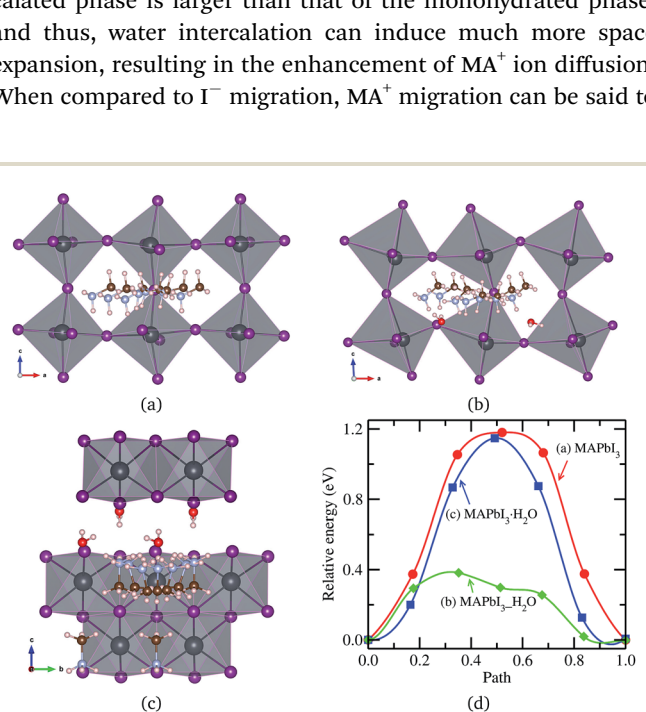 calated phase is larger than that of the monohydrated phase
and thus, water intercalation can induce much more space
expansion, resulting in the enhancement of MA⁺ ion diffusion
When compared to I⁻ migration, MA⁺ migration can be said to
c
a
(a)
c
a
(b)
c
b
(c)
1.2
0.8
0.4
0.0
Relative energy (eV)
(a) MAPbI₃
(c) MAPbI₃·H₂O
(b) MAPbI₃_H₂O
0.0 0.2 0.4 0.6 0.8 1.0
Path
(d)